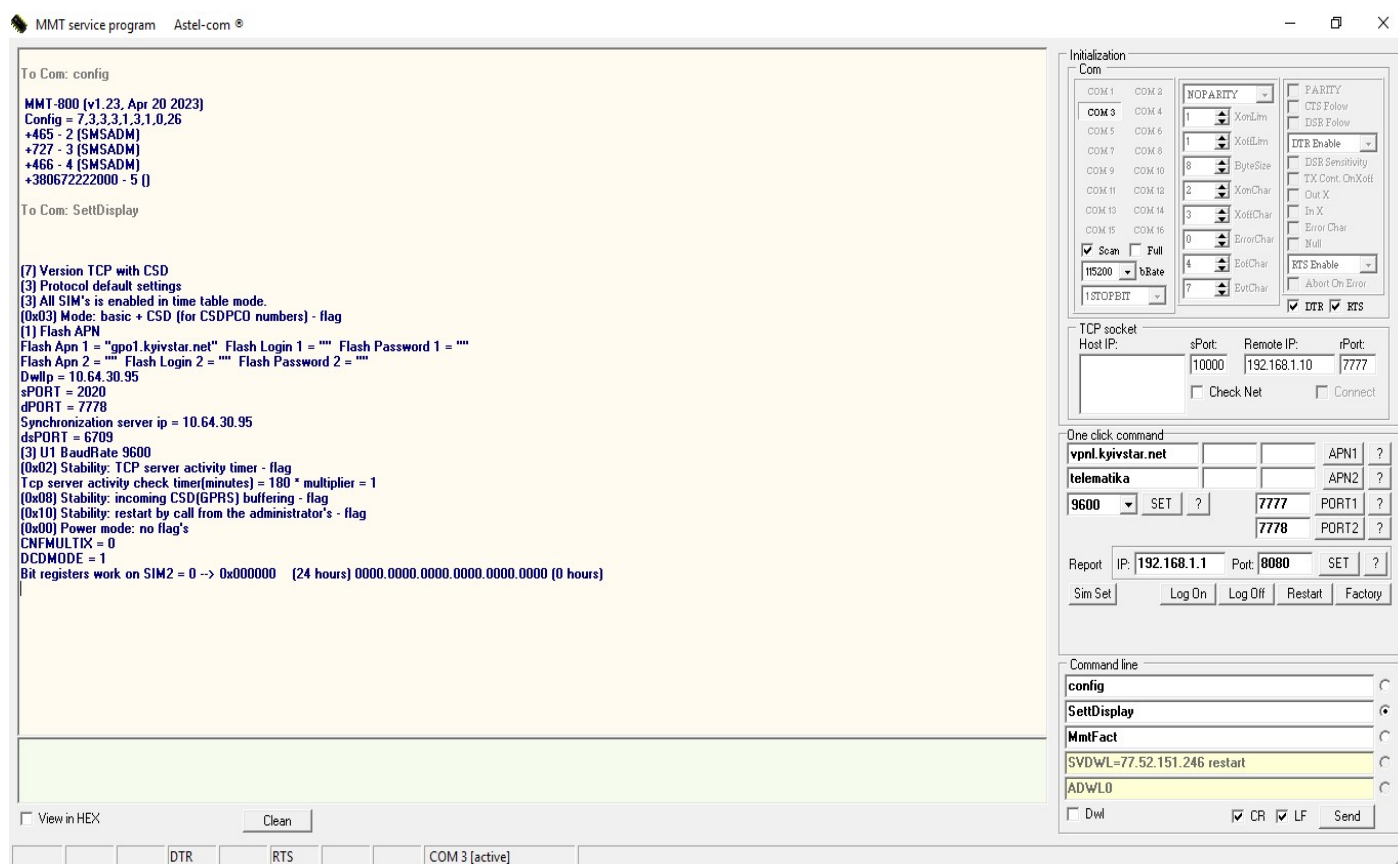 MMT service program Astel-com ®
To Com: config
MMT-800 (v1.23, Apr 20 2023)
Config = 7,3,3,3,1,3,1,0,26
+465 - 2 (SMSADM)
+727 - 3 (SMSADM)
+466 - 4 (SMSADM)
+380672222000 - 5 ()
To Com: SettDisplay
(7) Version TCP with CSD
(3) Protocol default settings
(3) All SIM's is enabled in time table mode.
(0x03) Mode: basic + CSD (for CSDPCO numbers) - flag
(1) Flash APN
Flash Apn 1 = "gpo1.kyivstar.net" Flash Login 1 = "" Flash Password 1 = ""
Flash Apn 2 = "" Flash Login 2 = "" Flash Password 2 = ""
DwlIp = 10.64.30.95
sPORT = 2020
dPORT = 7778
Synchronization server ip = 10.64.30.95
dsPORT = 6709
(3) U1 BaudRate 9600
(0x02) Stability: TCP server activity timer - flag
Tcp server activity check timer(minutes) = 180 * multiplier = 1
(0x08) Stability: incoming CSD(GPRS) buffering - flag
(0x10) Stability: restart by call from the administrator's - flag
(0x00) Power mode: no flag's
CNFMULTIX = 0
DCDMODE = 1
Bit registers work on SIM2 = 0 --> 0x000000 (24 hours) 0000.0000.0000.0000.0000.0000 (0 hours)
View in HEX
Clean
DTR RTS COM 3 [active]
Initialization
Com
COM 1 COM 2
COM 3 COM 4
COM 5 COM 6
COM 7 COM 8
COM 9 COM 10
COM 11 COM 12
COM 13 COM 14
COM 15 COM 16
Scan Full
115200 bRate
1STOPBIT
NOPARITY
1 XonLim
1 XoffLim
8 ByteSize
2 XonChar
3 XoffChar
0 ErrorChar
4 EofChar
7 EvtChar
PARITY
CTS Folow
DSR Folow
DTR Enable
DSR Sensitivity
TX Cont. OnXoff
Out X
In X
Error Char
Null
RTS Enable
Abort On Error
DTR RTS
TCP socket
Host IP: sPort: Remote IP: rPort:
10000 192.168.1.10 7777
Check Net Connect
One click command
vpnl.kyivstar.net APN1 ?
telematika APN2 ?
9600 SET ? 7777 PORT1 ?
7778 PORT2 ?
Report IP: 192.168.1.1 Port: 8080 SET ?
Sim Set Log On Log Off Restart Factory
Command line
config
SettDisplay
MmtFact
SVDWL=77.52.151.246 restart
ADWL0
Dwl CR LF Send